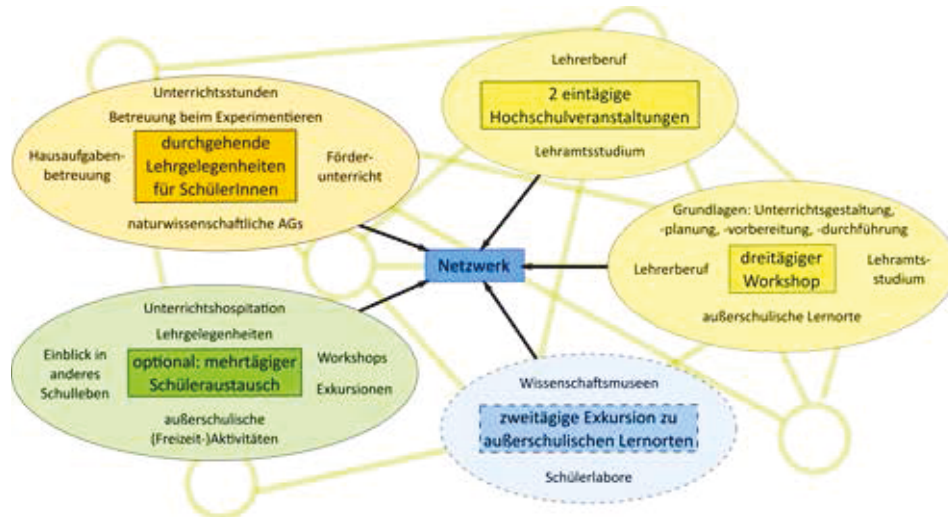 Unterrichtsstunden
Betreuung beim Experimentieren
Hausaufgaben-
betreuung
durchgehende
Lehrgelegenheiten
für SchülerInnen
Förder-
unterricht
naturwissenschaftliche AGs
Lehrerberuf
2 eintägige
Hochschulveranstaltungen
Lehramtsstudium
Netzwerk
Grundlagen: Unterrichtsgestaltung,
-planung, -vorbereitung, -durchführung
Lehrerberuf
dreitägiger
Workshop
Lehramts-
studium
außerschulische Lernorte
Unterrichtshospitation
Lehrgelegenheiten
Einblick in
anderes
Schulleben
optional: mehrtägiger
Schüleraustausch
Workshops
Exkursionen
außerschulische
(Freizeit-)Aktivitäten
Wissenschaftsmuseen
zweitägige Exkursion zu
außerschulischen Lernorten
Schülerlabore